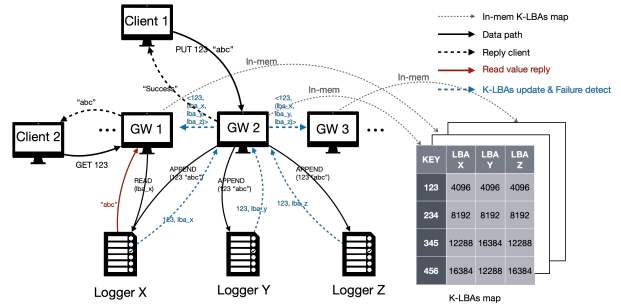 Client 1
In-mem K-LBAs map
Data path
Reply client
Read value reply
K-LBAs update & Failure detect
PUT 123 "abc"
In-mem
In-mem
In-mem
"Success"
<123,
lba_x,
lba_y,
lba_z)>
<123,
lba_x,
lba_y,
lba_z)>
"abc"
Client 2
GW 1
GW 2
GW 3
GET 123
READ
(lba_x)
APPEND
(123 "abc")
APPEND
(123 "abc")
APPEND
(123 "abc")
"abc"
123, lba_x
123, lba_y
123, lba_z
Logger X
Logger Y
Logger Z
KEY LBA X LBA Y LBA Z
123 4096 4096 4096
234 8192 8192 8192
345 12288 16384 12288
456 16384 12288 16384
K-LBAs map